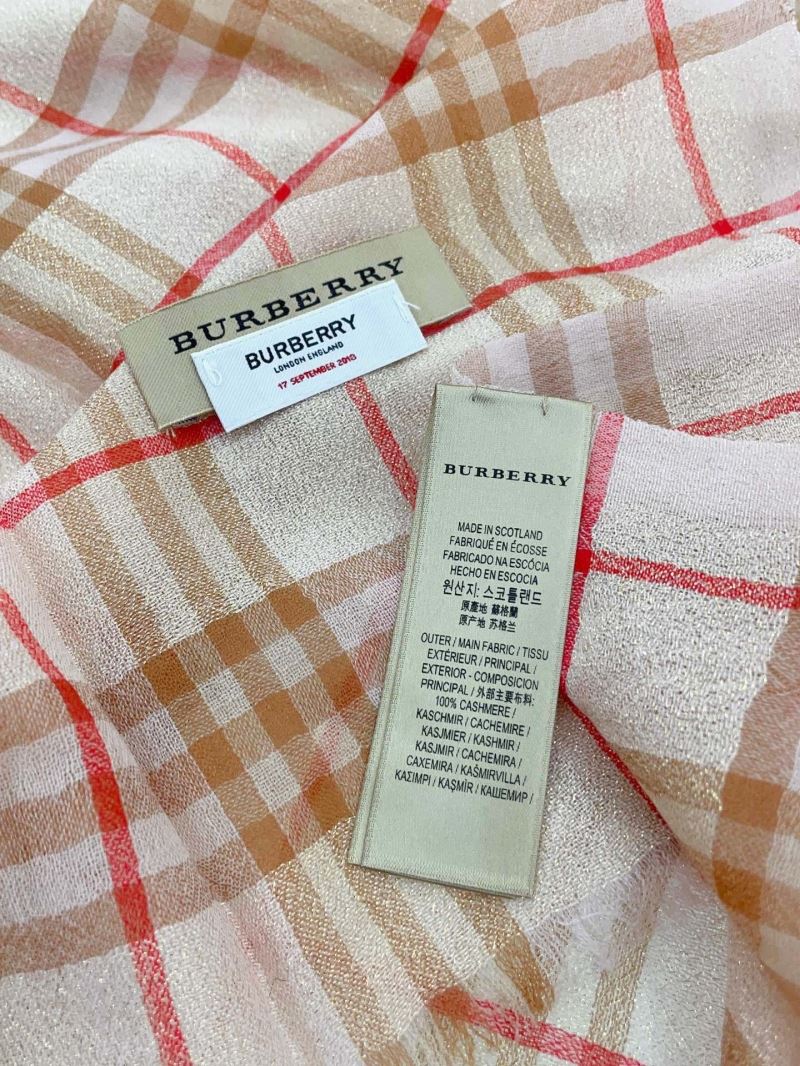 BURBERRY
BURBERRY
LONDON ENGLAND
17 SEPTEMBER 2018
BURBERRY
MADE IN SCOTLAND
FABRIQUÉ EN ÉCOSSE
FABRICADO NA ESCÓCIA
HECHO EN ESCOCIA
원산지: 스코틀랜드
原產地 蘇格蘭
原产地 苏格兰
OUTER / MAIN FABRIC / TISSU
EXTÉRIEUR / PRINCIPAL /
EXTERIOR - COMPOSICION
PRINCIPAL / 外部主要布料:
100% CASHMERE /
KASCHMIR / CACHEMIRE /
KASJMIER / KASHMIR /
KASJMIR / CACHEMIRA /
CAXEMIRA / KAŠMIRVILLA /
ΚΑΣΙΜΙΡΙ / KAŞMİR / КАШЕМИР /